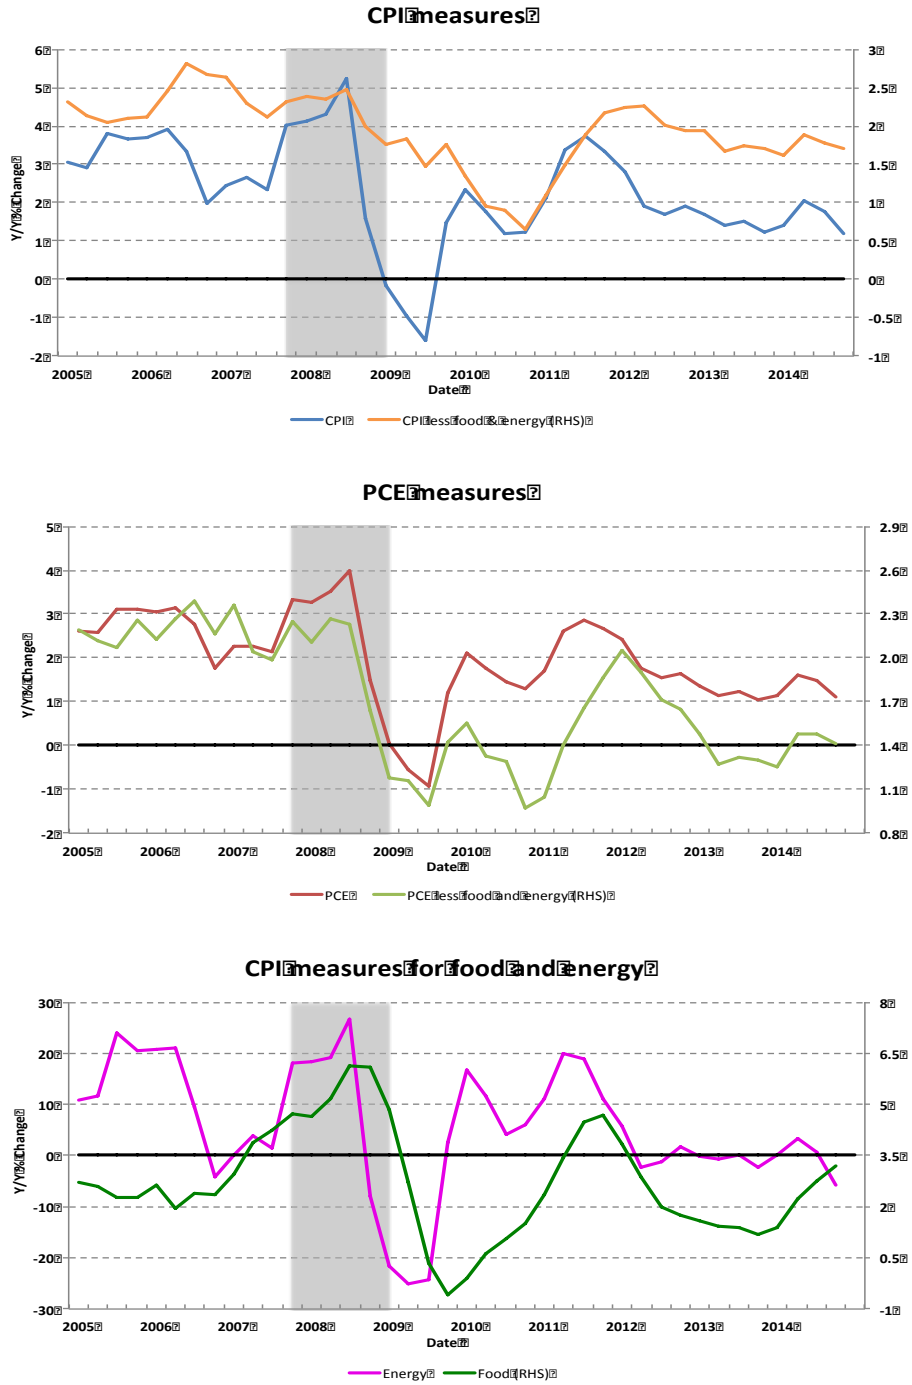 CPI measures
6 3
5 2.5
4 2
3 1.5
2 1
1 0.5
0 0
-1 -0.5
-2 -1
Y/Y % Change
2005 2006 2007 2008 2009 2010 2011 2012 2013 2014
Date
CPI CPI less food & energy (RHS)
PCE measures
5 2.9
4 2.6
3 2.3
2 2.0
1 1.7
0 1.4
-1 1.1
-2 0.8
Y/Y % Change
2005 2006 2007 2008 2009 2010 2011 2012 2013 2014
Date
PCE PCE less food and energy (RHS)
CPI measures for food and energy
30 8
20 6.5
10 5
0 3.5
-10 2
-20 0.5
-30 -1
Y/Y % Change
2005 2006 2007 2008 2009 2010 2011 2012 2013 2014
Date
Energy Food (RHS)